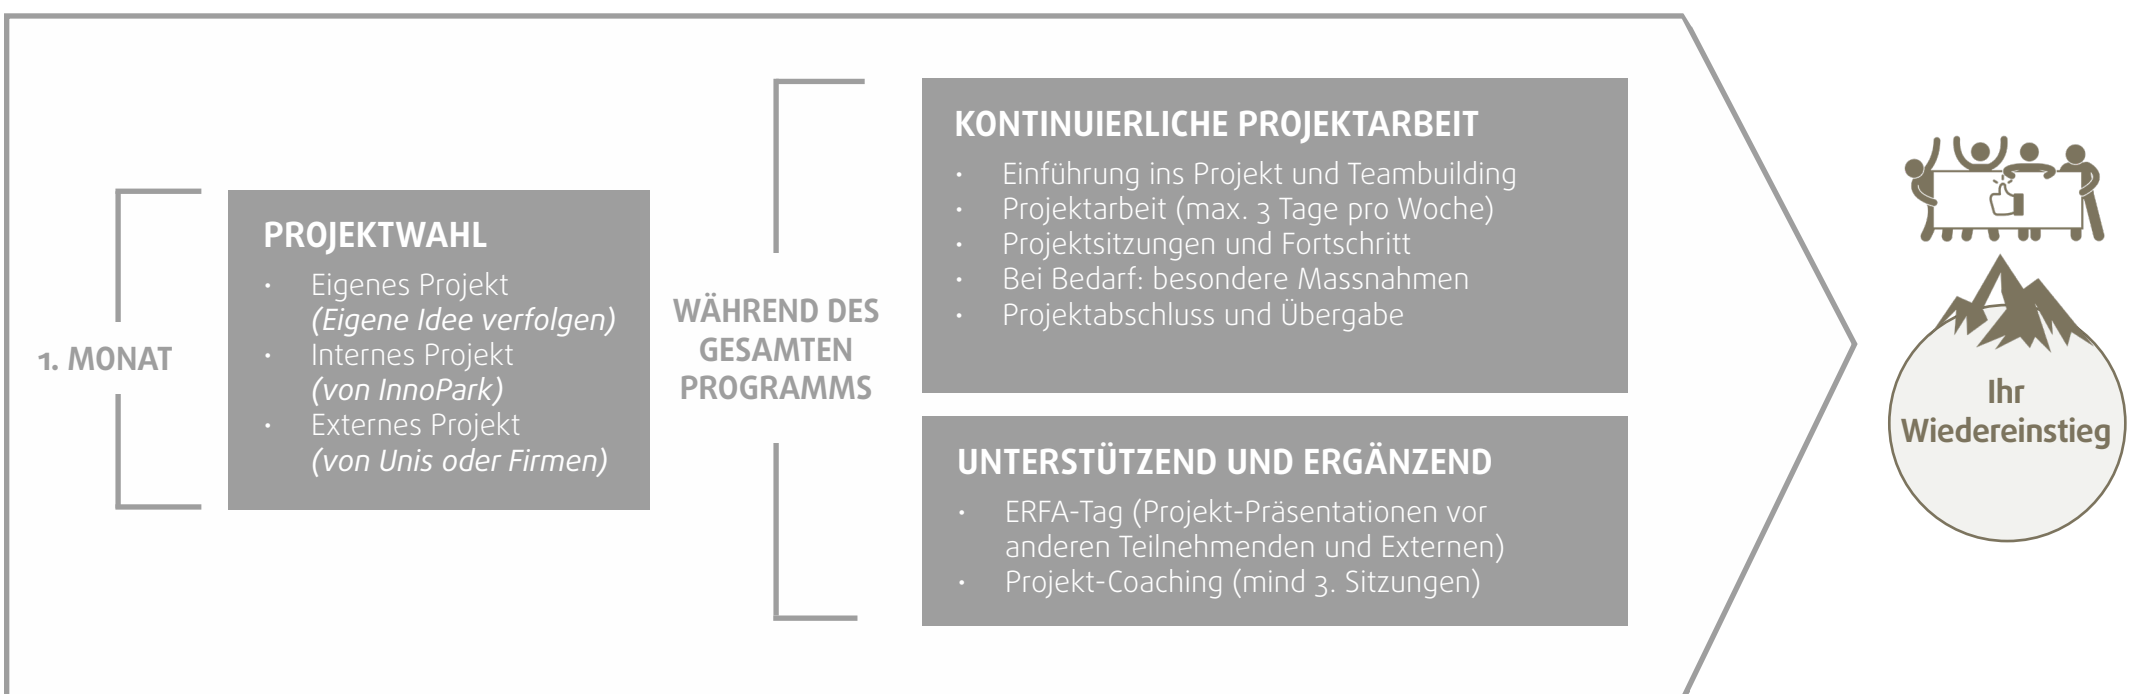 1. MONAT
PROJEKTWAHL
• Eigenes Projekt
(Eigene Idee verfolgen)
• Internes Projekt
(von InnoPark)
• Externes Projekt
(von Unis oder Firmen)
WÄHREND DES
GESAMTEN
PROGRAMMS
KONTINUIERLICHE PROJEKTARBEIT
• Einführung ins Projekt und Teambuilding
• Projektarbeit (max. 3 Tage pro Woche)
• Projektsitzungen und Fortschritt
• Bei Bedarf: besondere Massnahmen
• Projektabschluss und Übergabe
UNTERSTÜTZEND UND ERGÄNZEND
• ERFA-Tag (Projekt-Präsentationen vor
anderen Teilnehmenden und Externen)
• Projekt-Coaching (mind 3. Sitzungen)
Ihr
Wiedereinstieg